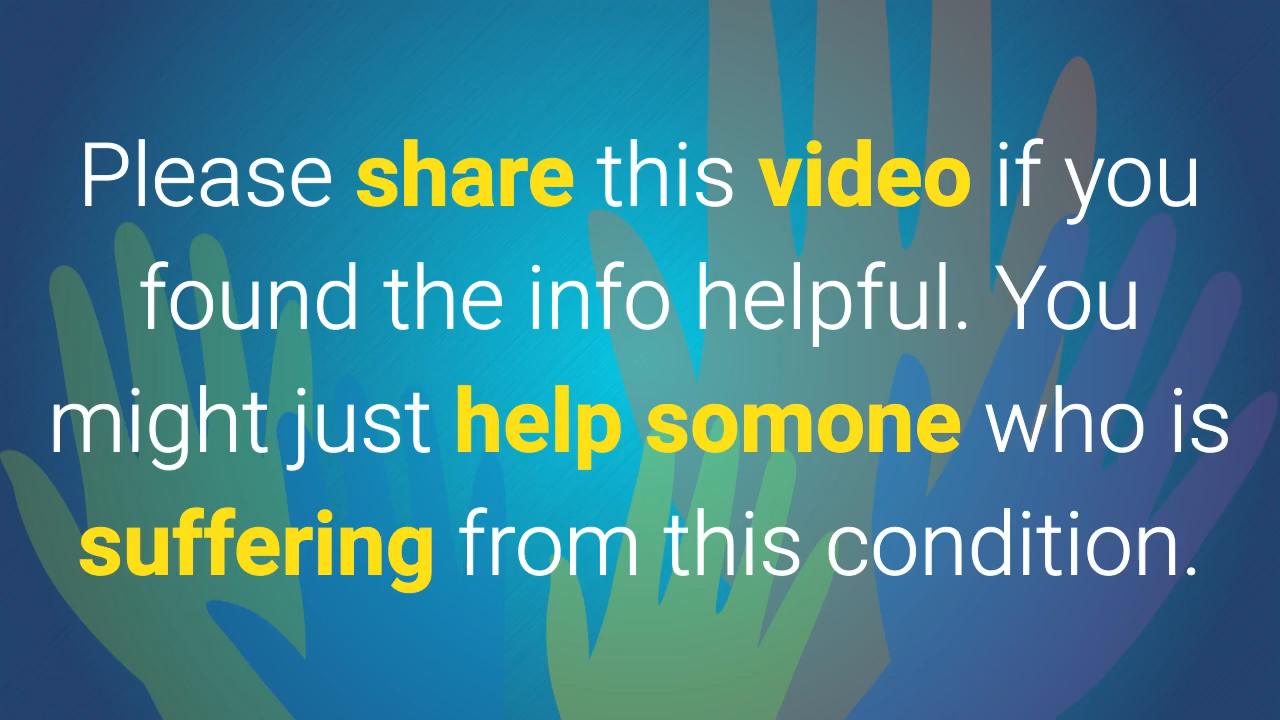 Please share this video if you
found the info helpful. You
might just help somone who is
suffering from this condition.